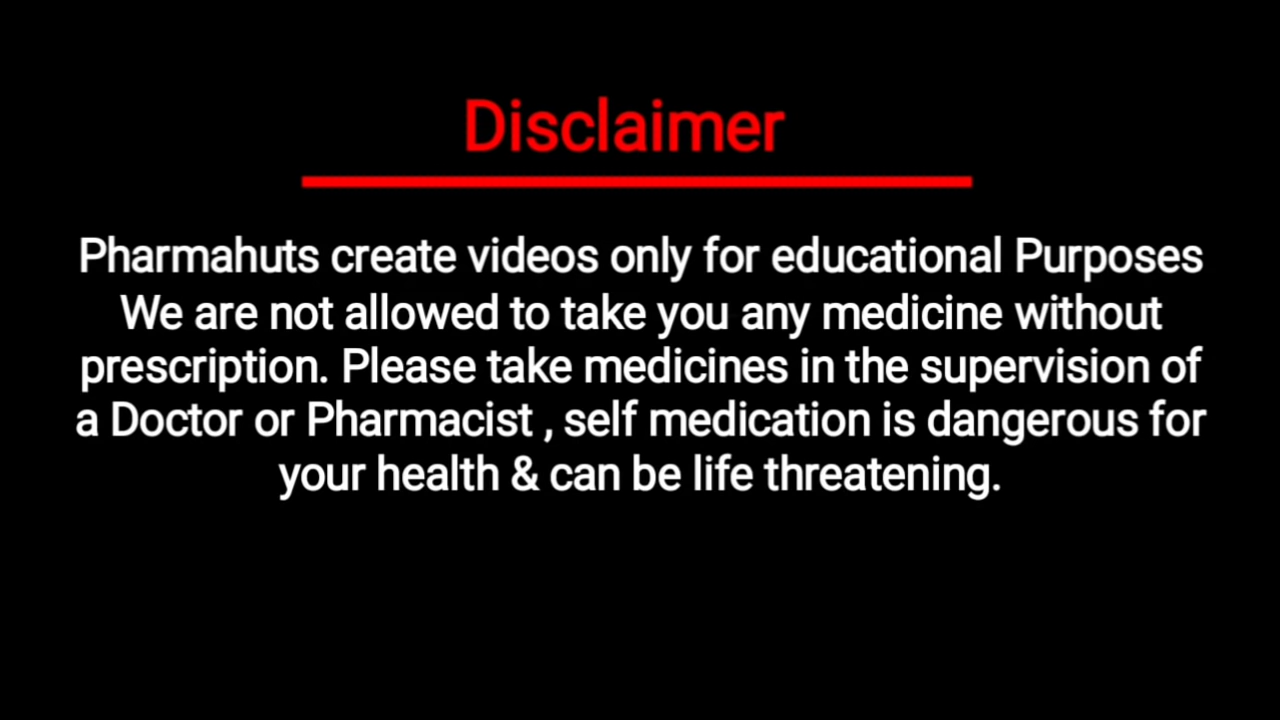 Disclaimer
Pharmahuts create videos only for educational Purposes
We are not allowed to take you any medicine without
prescription. Please take medicines in the supervision of
a Doctor or Pharmacist , self medication is dangerous for
your health & can be life threatening.